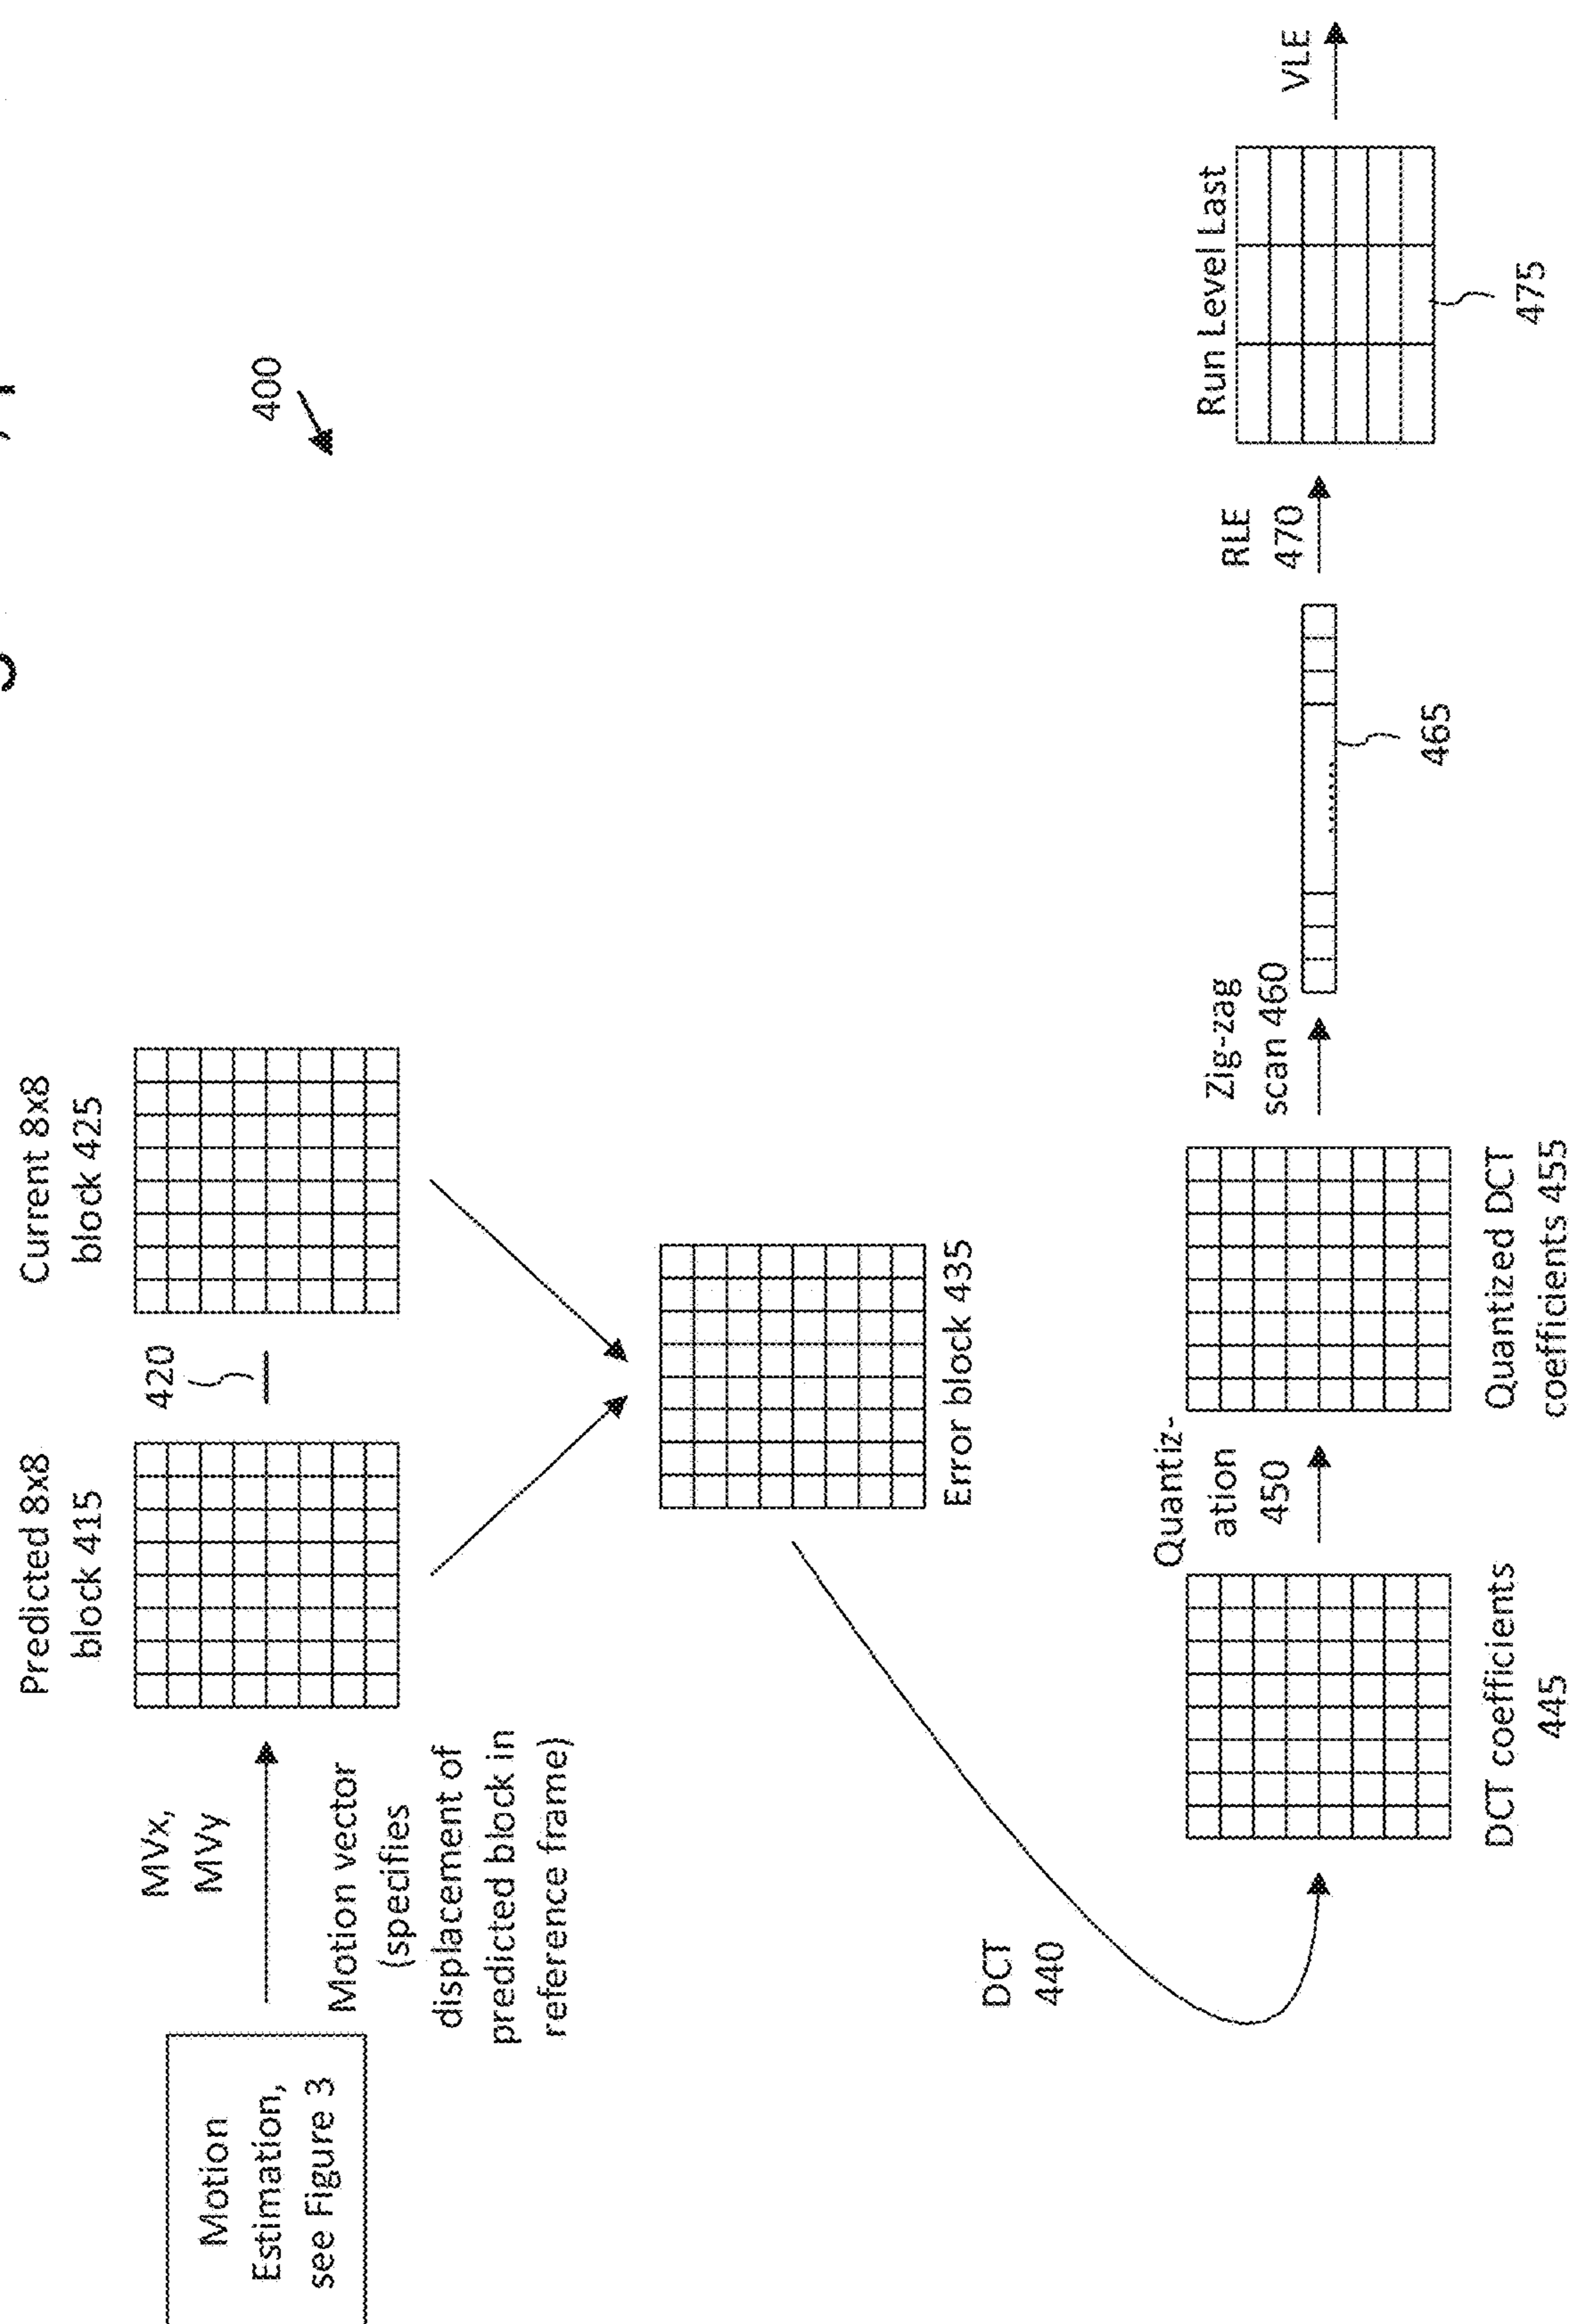 400
Motion
Estimation,
see Figure 3
MVx,
MVy
Motion vector
(specifies
displacement of
predicted block in
reference frame)
Predicted 8x8
block 415
420
Current 8x8
block 425
Error block 435
DCT
440
DCT coefficients
445
Quantiz-
ation
450
Quantized DCT
coefficients 455
Zig-zag
scan 460
465
RLE
470
Run Level Last
475
VLE